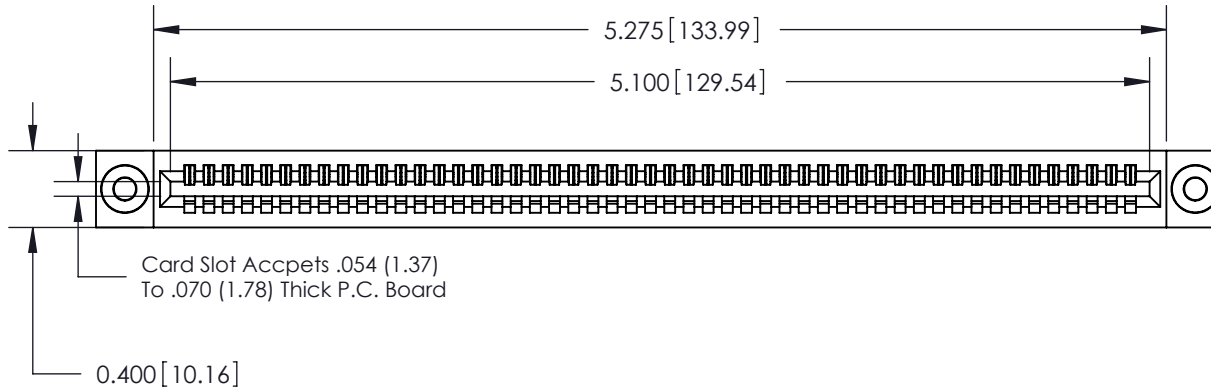 5.275[133.99]
5.100[129.54]
Card Slot Accpets .054 (1.37)
To .070 (1.78) Thick P.C. Board
0.400[10.16]